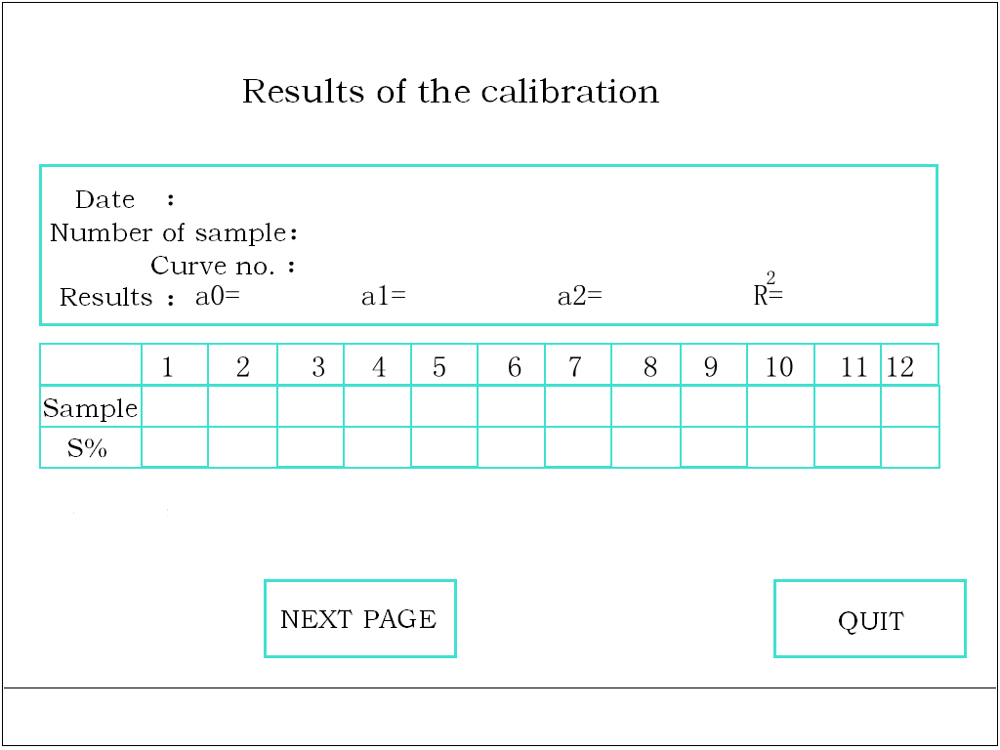 Results of the calibration
Date :
Number of sample:
Curve no. :
Results : a0= a1= a2= R²=
1 2 3 4 5 6 7 8 9 10 11 12
Sample
S%
NEXT PAGE QUIT